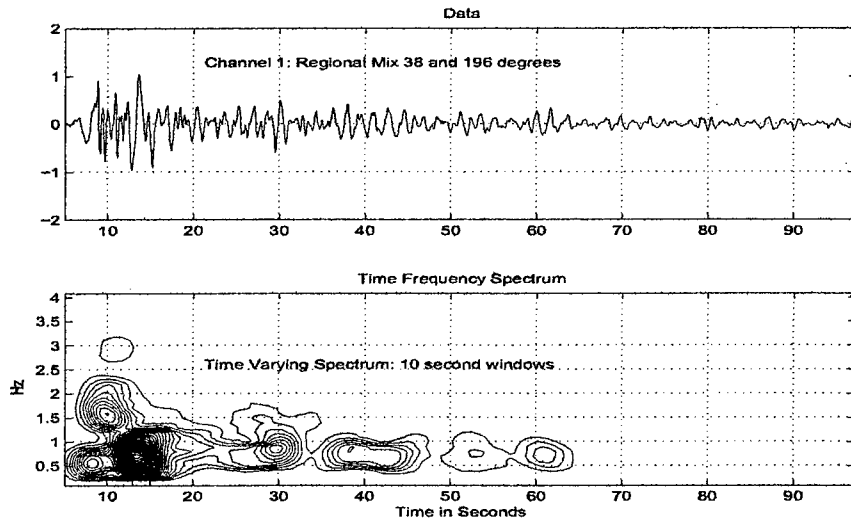 Data
2
1
0
−1
−2
Channel 1: Regional Mix 38 and 196 degrees
10 20 30 40 50 60 70 80 90
Time Frequency Spectrum
4
3.5
3
2.5
2
1.5
1
0.5
Hz
Time Varying Spectrum: 10 second windows
10 20 30 40 50 60 70 80 90
Time in Seconds